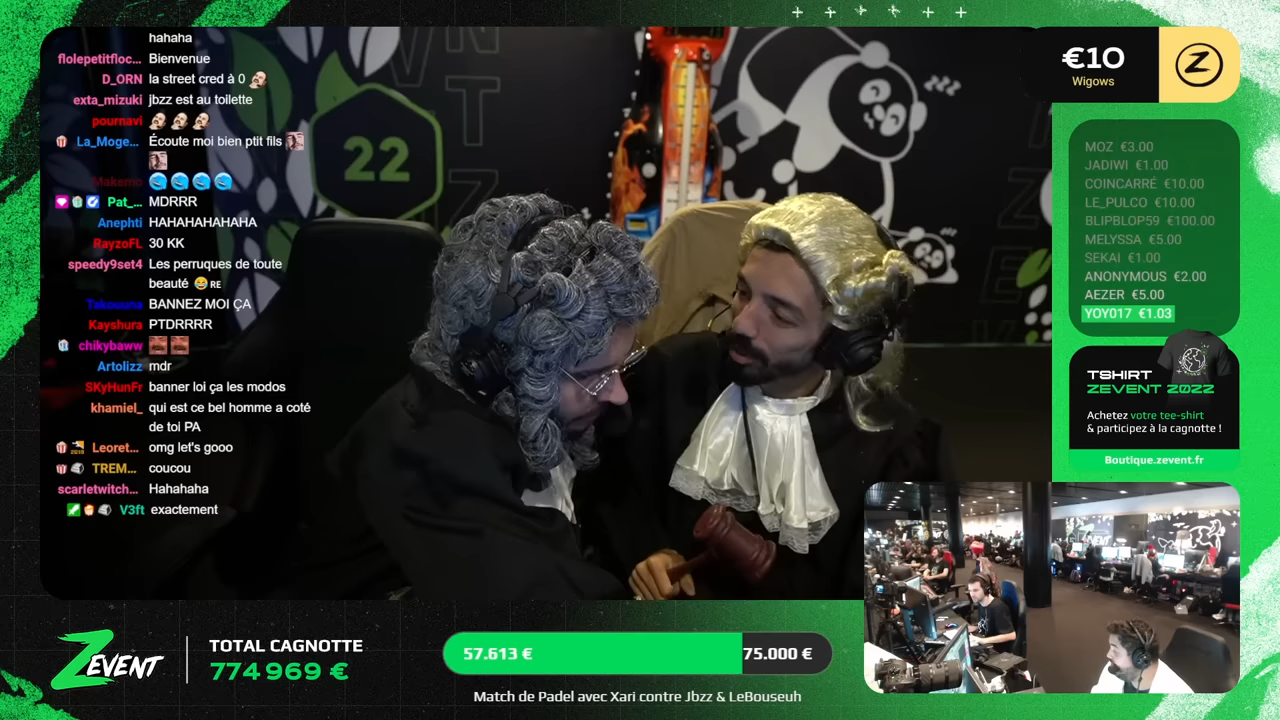 hahaha
flolepetitfloc... Bienvenue
D_ORN la street cred à 0
exta_mizuki jbzz est au toilette
pournavi
La_Moge... Écoute moi bien ptit fils
Makemo
Pat_... MDRRR
Anephti HAHAHAHAHAHA
RayzoFL 30 KK
speedy9set4 Les perruques de toute
beauté RE
Takouuna BANNEZ MOI ÇA
Kayshura PTDRRRR
chikybaww
Artolizz mdr
SKyHunFr banner loi ça les modos
khamiel_ qui est ce bel homme a coté
de toi PA
Leoret... omg let's gooo
TREM... coucou
scarletwitch... Hahahaha
V3ft exactement
22
€10
Wigows
Z
MOZ €3.00
JADIWI €1.00
COINCARRÉ €10.00
LE_PULCO €10.00
BLIPBLOP59 €100.00
MELYSSA €5.00
SEKAI €1.00
ANONYMOUS €2.00
AEZER €5.00
YOY017 €1.03
TSHIRT
ZEVENT 2022
Achetez votre tee-shirt
& participez à la cagnotte !
Boutique.zevent.fr
ZEVENT
TOTAL CAGNOTTE
774 969 €
57.613 €
75.000 €
Match de Padel avec Xari contre Jbzz & LeBouseuh